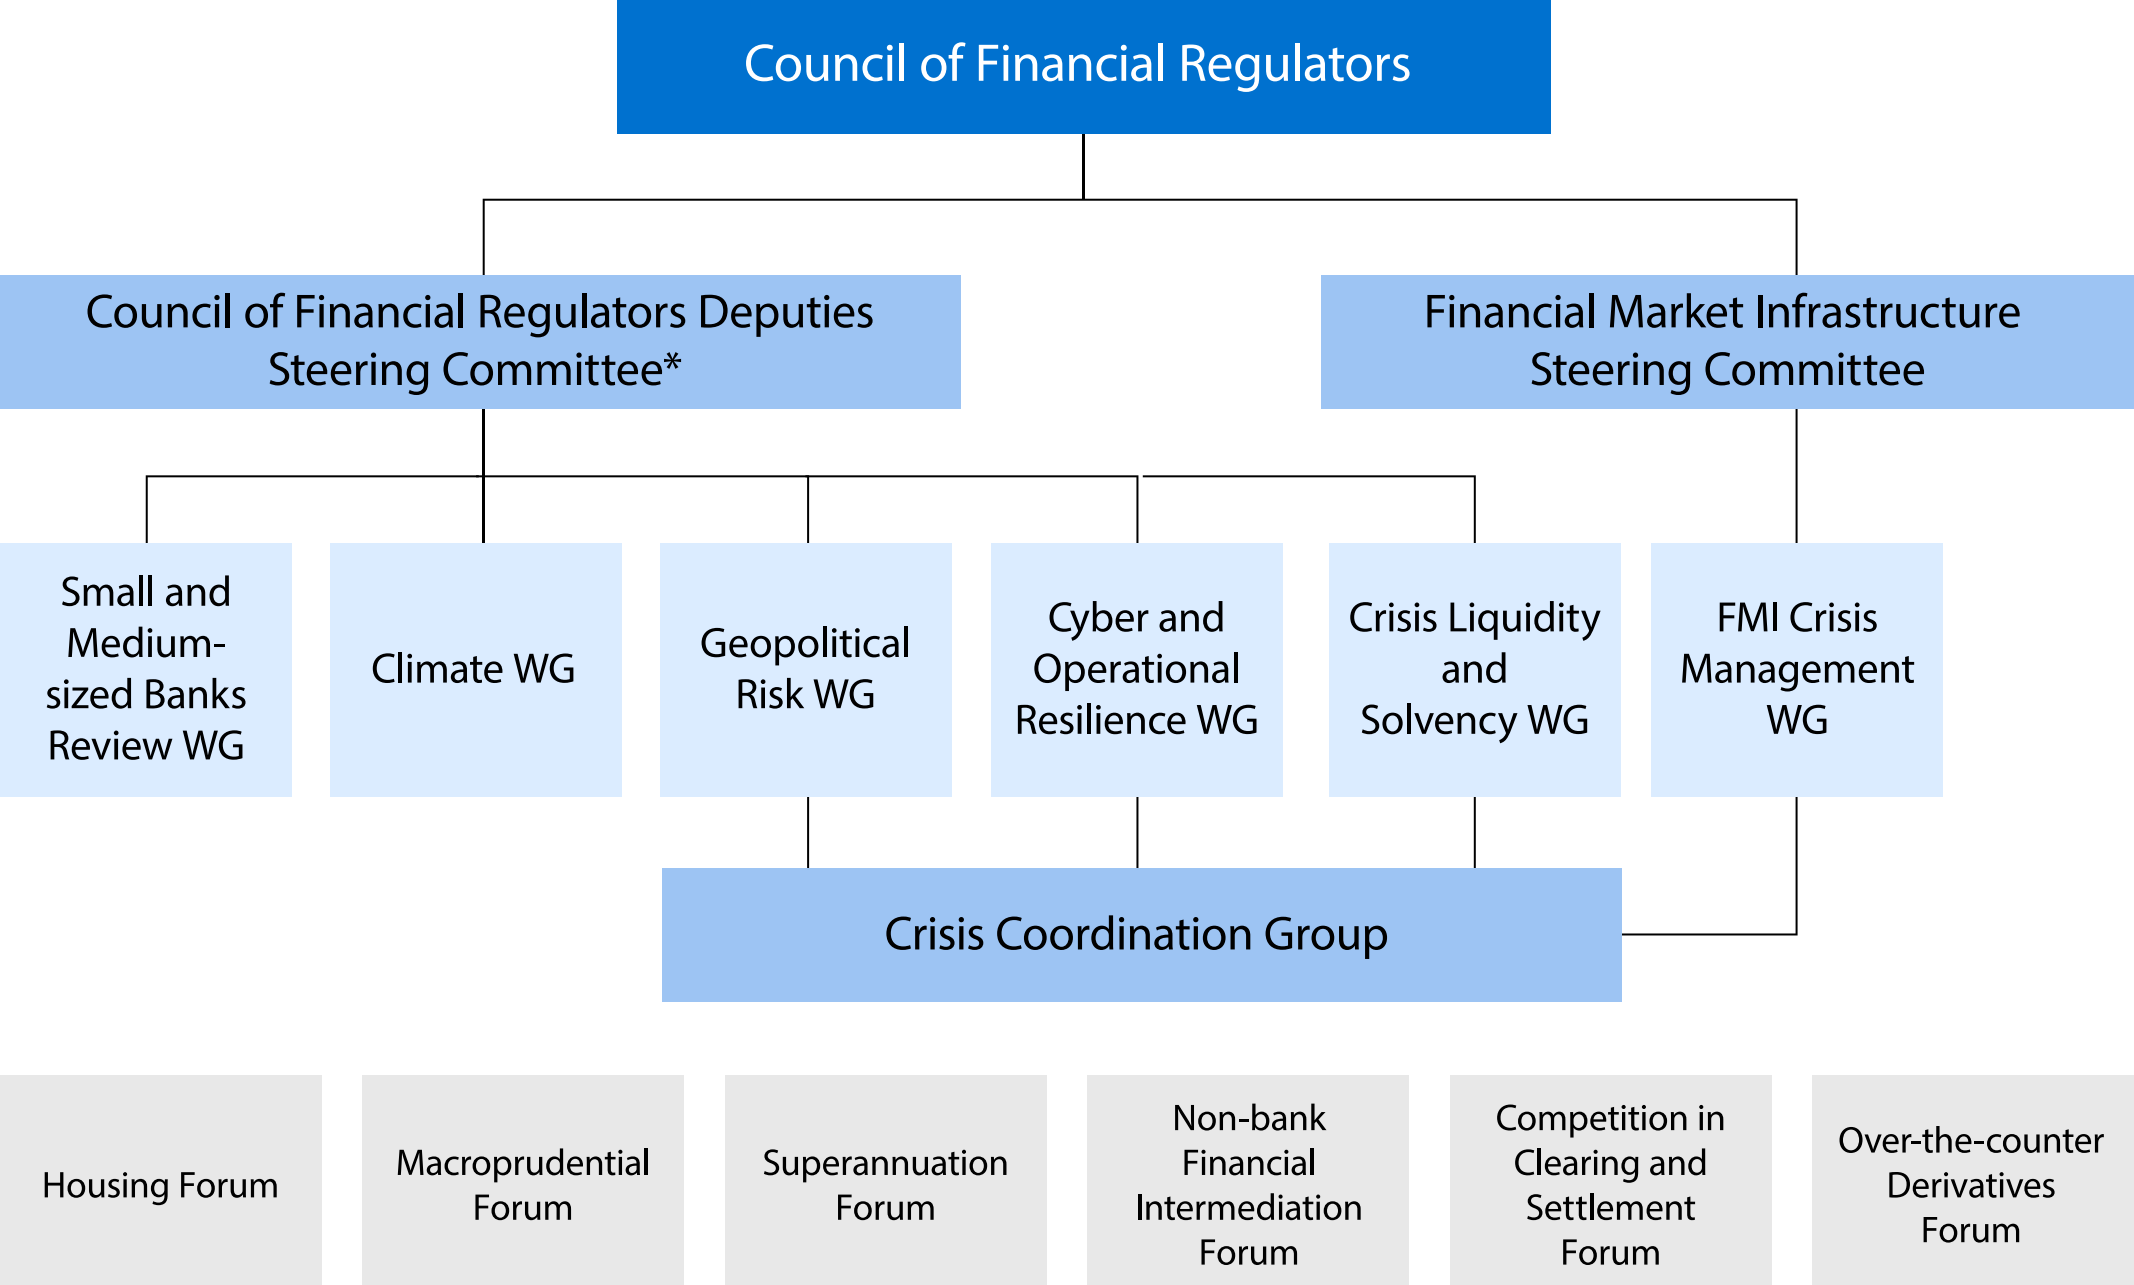 Council of Financial Regulators
Council of Financial Regulators Deputies
Steering Committee*
Financial Market Infrastructure
Steering Committee
Small and
Medium-
sized Banks
Review WG
Climate WG
Geopolitical
Risk WG
Cyber and
Operational
Resilience WG
Crisis Liquidity
and
Solvency WG
FMI Crisis
Management
WG
Crisis Coordination Group
Housing Forum
Macroprudential
Forum
Superannuation
Forum
Non-bank
Financial
Intermediation
Forum
Competition in
Clearing and
Settlement
Forum
Over-the-counter
Derivatives
Forum